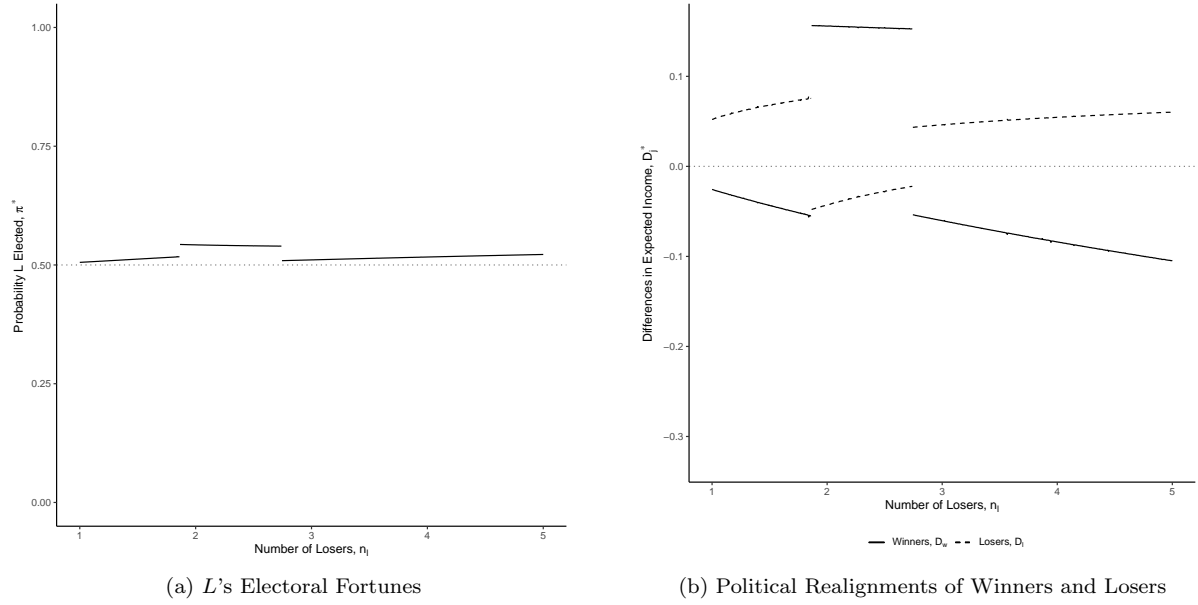 1.00
0.75
0.50
0.25
0.00
Probability L Elected, π*
1 2 3 4 5
Number of Losers, nl
(a) L's Electoral Fortunes
0.1
0.0
−0.1
−0.2
−0.3
Differences in Expected Income, Dj*
1 2 3 4 5
Number of Losers, nl
Winners, Dw Losers, Dl
(b) Political Realignments of Winners and Losers